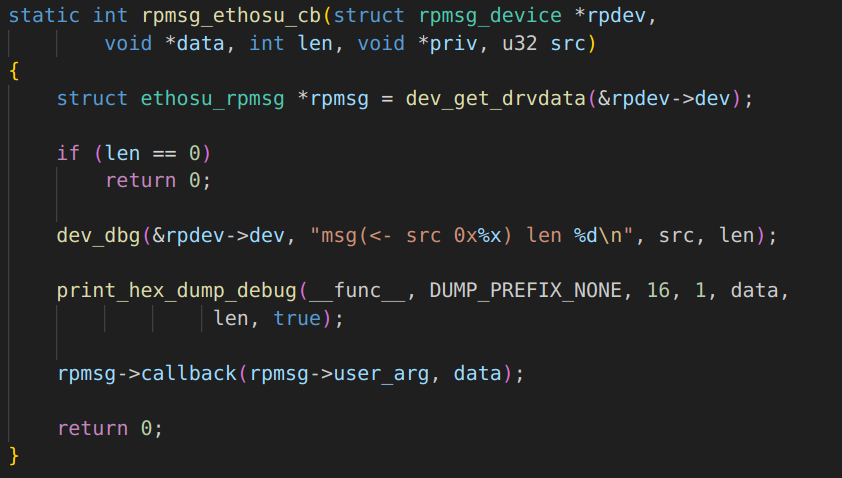 static int rpmsg_ethosu_cb(struct rpmsg_device *rpdev,
        void *data, int len, void *priv, u32 src)
{
    struct ethosu_rpmsg *rpmsg = dev_get_drvdata(&rpdev->dev);

    if (len == 0)
        return 0;

    dev_dbg(&rpdev->dev, "msg(<- src 0x%x) len %d\n", src, len);

    print_hex_dump_debug(__func__, DUMP_PREFIX_NONE, 16, 1, data,
                 len, true);

    rpmsg->callback(rpmsg->user_arg, data);

    return 0;
}